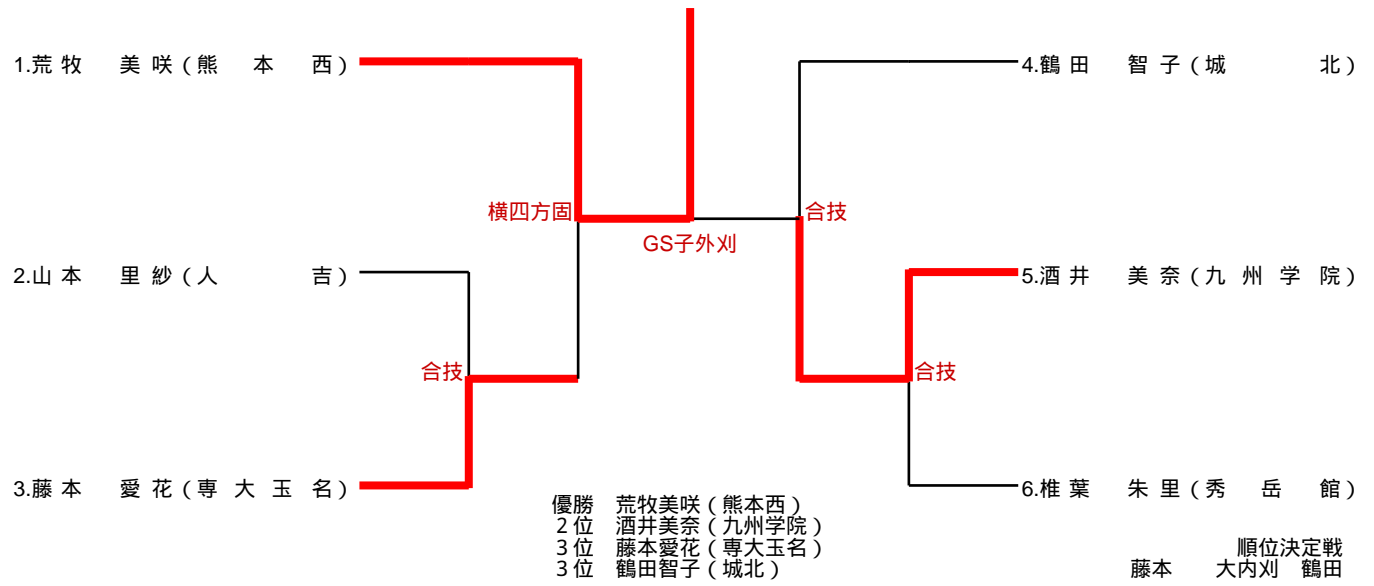 1.荒牧 美咲(熊本西)
4.鶴田 智子(城北)
横四方固
合技
GS子外刈
2.山本 里紗(人吉)
5.酒井 美奈(九州学院)
合技
合技
3.藤本 愛花(専大玉名)
6.椎葉 朱里(秀岳館)
優勝 荒牧美咲(熊本西)
2位 酒井美奈(九州学院)
3位 藤本愛花(専大玉名)
3位 鶴田智子(城北)
順位決定戦
藤本 大内刈 鶴田